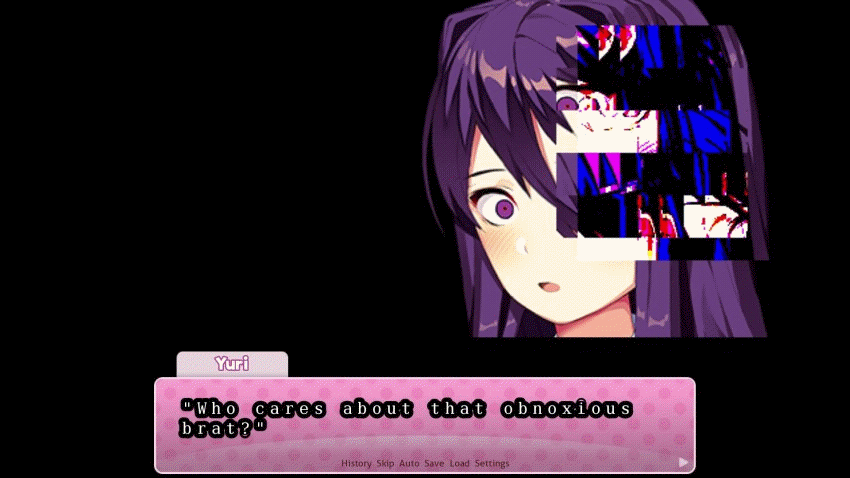 Yuri
"Who cares about that obnoxious
brat?"
History Skip Auto Save Load Settings